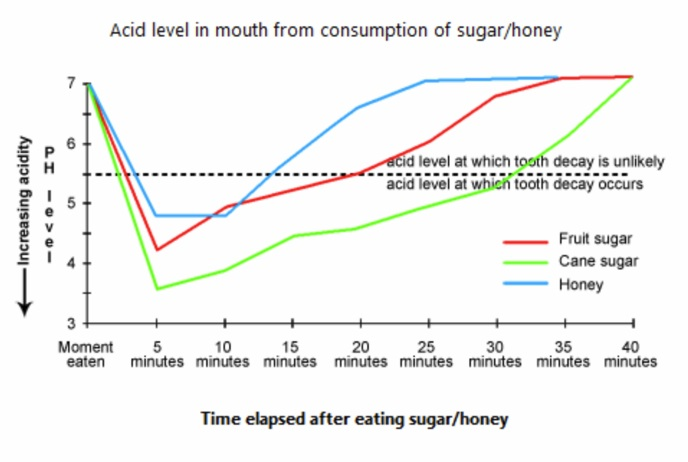 Acid level in mouth from consumption of sugar/honey
7
6
5
4
3
Increasing acidity
PH level
acid level at which tooth decay is unlikely
acid level at which tooth decay occurs
Fruit sugar
Cane sugar
Honey
Moment eaten
5 minutes
10 minutes
15 minutes
20 minutes
25 minutes
30 minutes
35 minutes
40 minutes
Time elapsed after eating sugar/honey